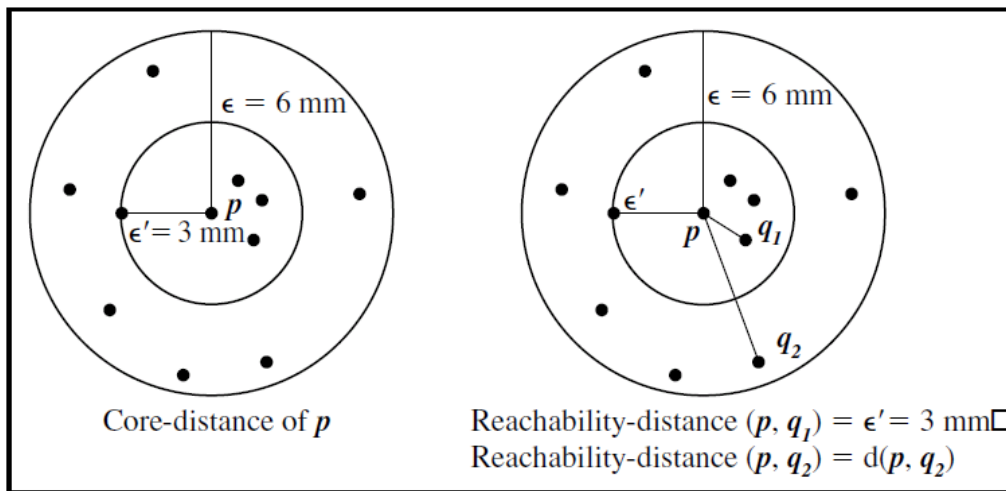 ϵ = 6 mm
p
ϵ′= 3 mm
Core-distance of p
ϵ = 6 mm
ϵ′
p
q1
q2
Reachability-distance (p, q1) = ϵ′= 3 mm
Reachability-distance (p, q2) = d(p, q2)